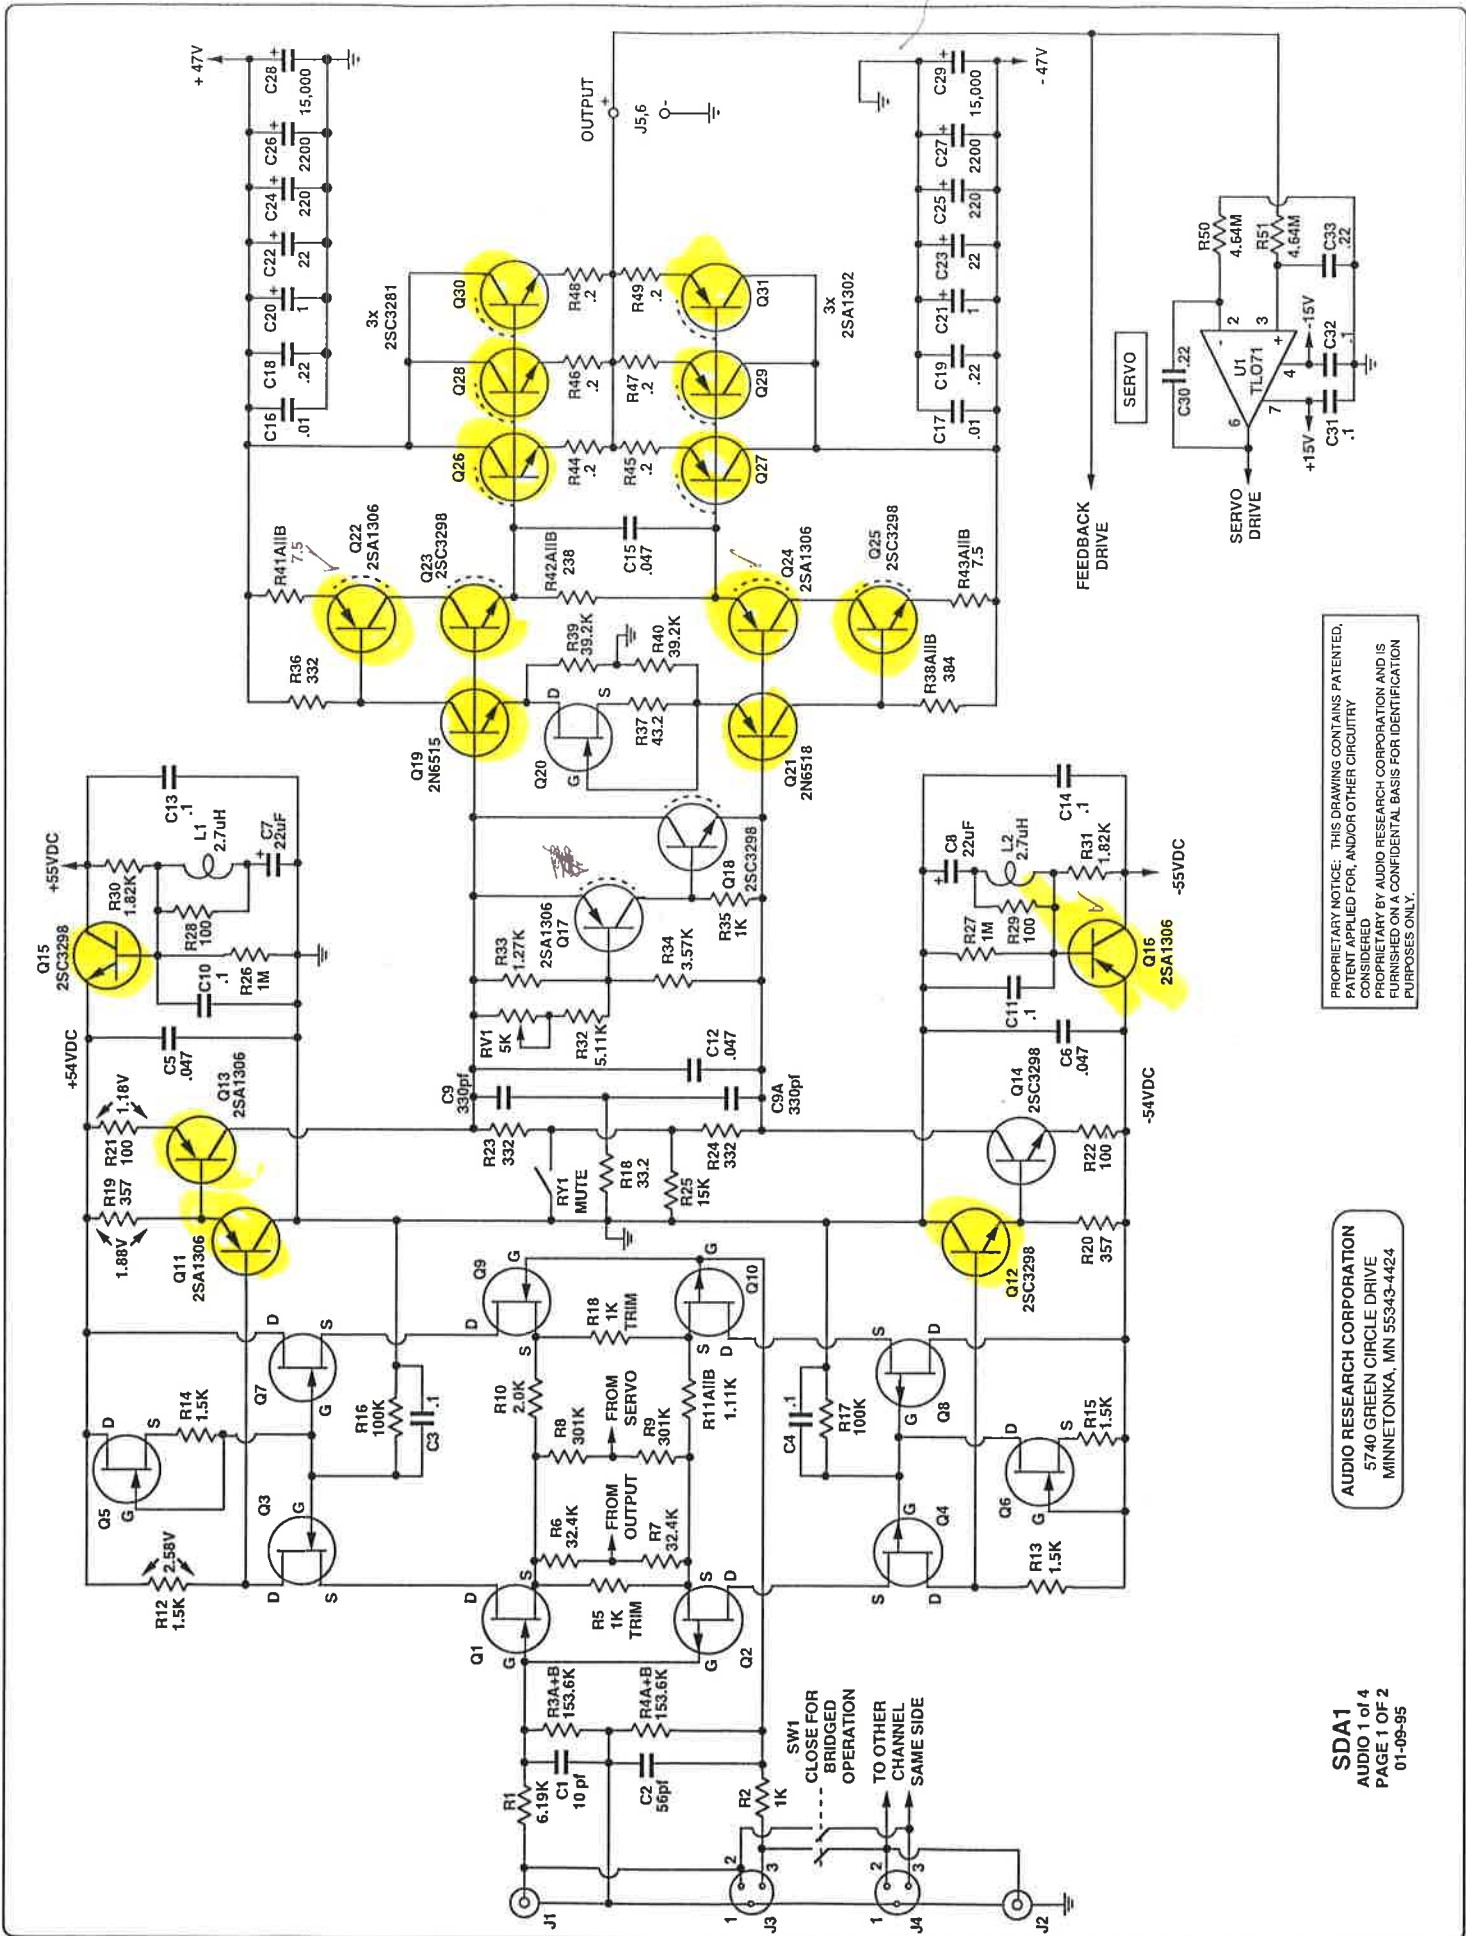 + 47V
C16
.01
C18
.22
C20
+
1
C22
+
22
C24
+
220
C26
+
2200
C28
+
15,000
OUTPUT
+
J5,6
-
C17
.01
C19
.22
C21
+
1
C23
+
22
C25
+
220
C27
+
2200
C29
+
15,000
- 47V
3x
2SC3281
Q26
Q28
Q30
R44
.2
R46
.2
R48
.2
R45
.2
R47
.2
R49
.2
Q27
Q29
Q31
3x
2SA1302
SERVO
C30
.22
R50
4.64M
R51
4.64M
2
-
3
+
U1
TLO71
6
7
4
+15V
-15V
C31
.1
C32
.1
C33
.22
SERVO
DRIVE
FEEDBACK
DRIVE
R41AIIB
7.5
Q22
2SA1306
Q23
2SC3298
R42AIIB
238
C15
.047
Q24
2SA1306
Q25
2SC3298
R43AIIB
7.5
R36
332
R39
39.2K
R40
39.2K
R38AIIB
384
Q19
2N6515
D
Q20
G
S
R37
43.2
Q21
2N6518
+55VDC
Q15
2SC3298
R30
1.82K
C13
.1
L1
2.7uH
C7
+
22uF
R28
100
C10
.1
R26
1M
+54VDC
C5
.047
2SA1306
Q17
Q18
2SC3298
R33
1.27K
R35
1K
R34
3.57K
RV1
5K
R32
5.11K
C12
.047
C9
330pf
C9A
330pf
C8
+
22uF
L2
2.7uH
C14
.1
R31
1.82K
R27
1M
R29
100
C11
.1
-55VDC
Q16
2SA1306
C6
.047
-54VDC
1.18V
R21
100
Q13
2SA1306
R19
357
1.88V
Q11
2SA1306
R23
332
RY1
MUTE
R18
33.2
R25
15K
R24
332
Q14
2SC3298
R22
100
R20
357
Q12
2SC3298
D
Q5
G
S
R14
1.5K
D
Q7
S
G
Q3
D
S
G
2.58V
R12
1.5K
R16
100K
C3
.1
Q9
G
D
S
R18
1K
TRIM
Q10
G
S
D
R10
2.0K
R8
301K
FROM
SERVO
R9
301K
R11AIIB
1.11K
R6
32.4K
FROM
OUTPUT
R7
32.4K
R5
1K
TRIM
Q1
D
G
S
Q2
G
S
D
C4
.1
R17
100K
S
D
G
Q8
S
D
G
Q4
Q6
D
G
S
R15
1.5K
R13
1.5K
R1
6.19K
C1
10 pf
R3A+B
153.6K
R4A+B
153.6K
C2
56pf
R2
1K
SW1
CLOSE FOR
BRIDGED
OPERATION
TO OTHER
CHANNEL
SAME SIDE
J1
1
2
3
J3
1
2
3
J4
J2
PROPRIETARY NOTICE: THIS DRAWING CONTAINS PATENTED,
PATENT APPLIED FOR, AND/OR OTHER CIRCUITRY CONSIDERED
PROPRIETARY BY AUDIO RESEARCH CORPORATION AND IS
FURNISHED ON A CONFIDENTAL BASIS FOR IDENTIFICATION
PURPOSES ONLY.
AUDIO RESEARCH CORPORATION
5740 GREEN CIRCLE DRIVE
MINNETONKA, MN 55343-4424
SDA1
AUDIO 1 of 4
PAGE 1 OF 2
01-09-95